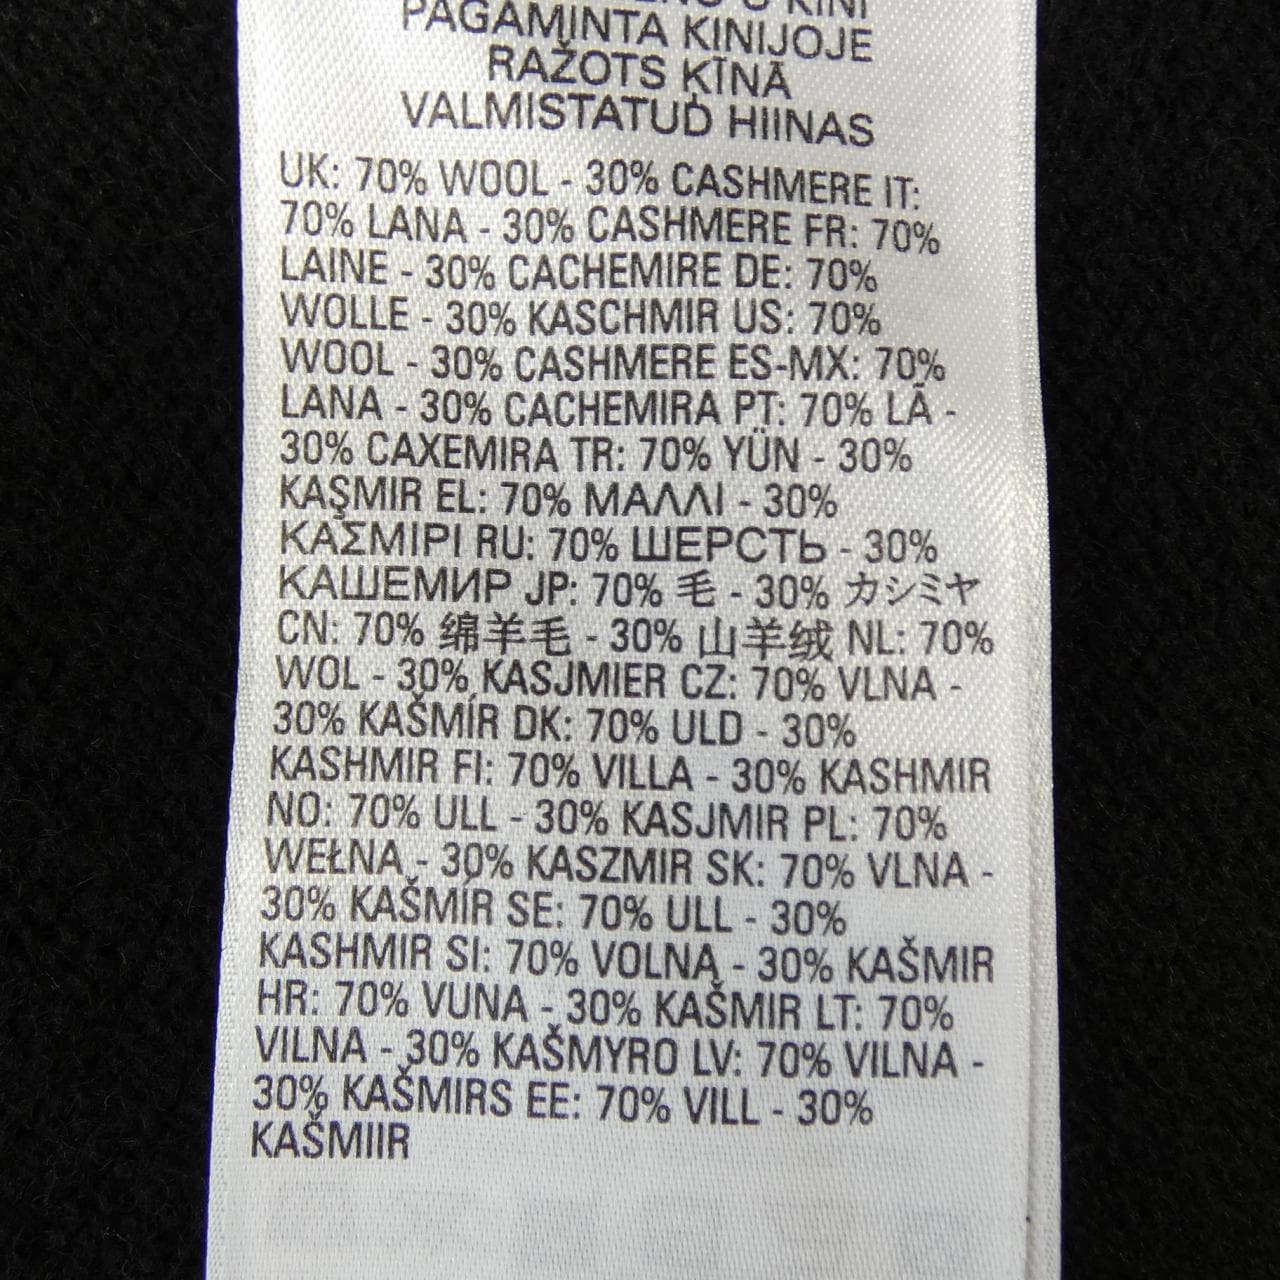 KINI
PAGAMINTA KINIJOJE
RAŽOTS ĶĪNĀ
VALMISTATUD HIINAS
UK: 70% WOOL - 30% CASHMERE IT:
70% LANA - 30% CASHMERE FR: 70%
LAINE - 30% CACHEMIRE DE: 70%
WOLLE - 30% KASCHMIR US: 70%
WOOL - 30% CASHMERE ES-MX: 70%
LANA - 30% CACHEMIRA PT: 70% LÃ -
30% CAXEMIRA TR: 70% YÜN - 30%
KAŞMIR EL: 70% ΜΑΛΛΙ - 30%
ΚΑΣΜΙΡΙ RU: 70% ШЕРСТЬ - 30%
КАШЕМИР JP: 70% 毛 - 30% カシミヤ
CN: 70% 绵羊毛 - 30% 山羊绒 NL: 70%
WOL - 30% KASJMIER CZ: 70% VLNA -
30% KAŠMÍR DK: 70% ULD - 30%
KASHMIR FI: 70% VILLA - 30% KASHMIR
NO: 70% ULL - 30% KASJMIR PL: 70%
WEŁNA - 30% KASZMIR SK: 70% VLNA -
30% KAŠMÍR SE: 70% ULL - 30%
KASHMIR SI: 70% VOLNA - 30% KAŠMIR
HR: 70% VUNA - 30% KAŠMIR LT: 70%
VILNA - 30% KAŠMYRO LV: 70% VILNA -
30% KAŠMIRS EE: 70% VILL - 30%
KAŠMIIR